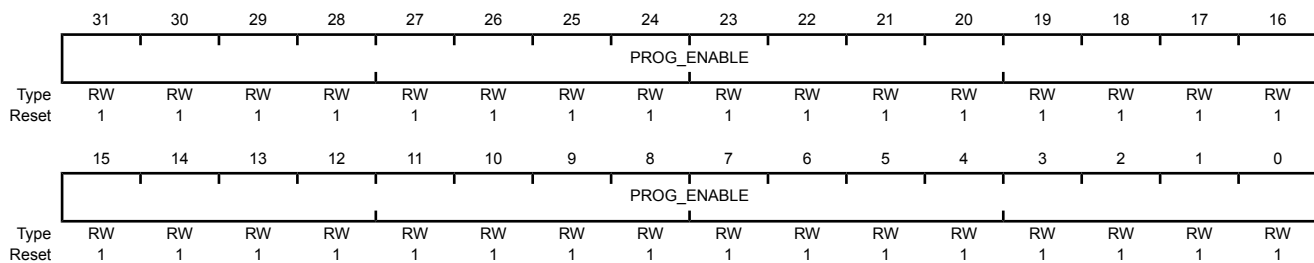 31 30 29 28 27 26 25 24 23 22 21 20 19 18 17 16
PROG_ENABLE
Type RW RW RW RW RW RW RW RW RW RW RW RW RW RW RW RW
Reset 1 1 1 1 1 1 1 1 1 1 1 1 1 1 1 1
15 14 13 12 11 10 9 8 7 6 5 4 3 2 1 0
PROG_ENABLE
Type RW RW RW RW RW RW RW RW RW RW RW RW RW RW RW RW
Reset 1 1 1 1 1 1 1 1 1 1 1 1 1 1 1 1